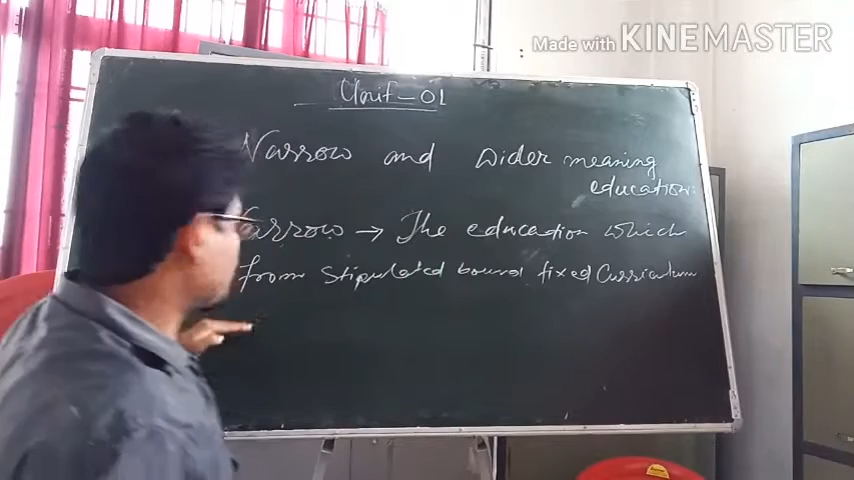 Made with KINEMASTER
Unit-01
Narrow and wider meaning
education:
Narrow → The education which
from stipulated bound fixed Curriculum